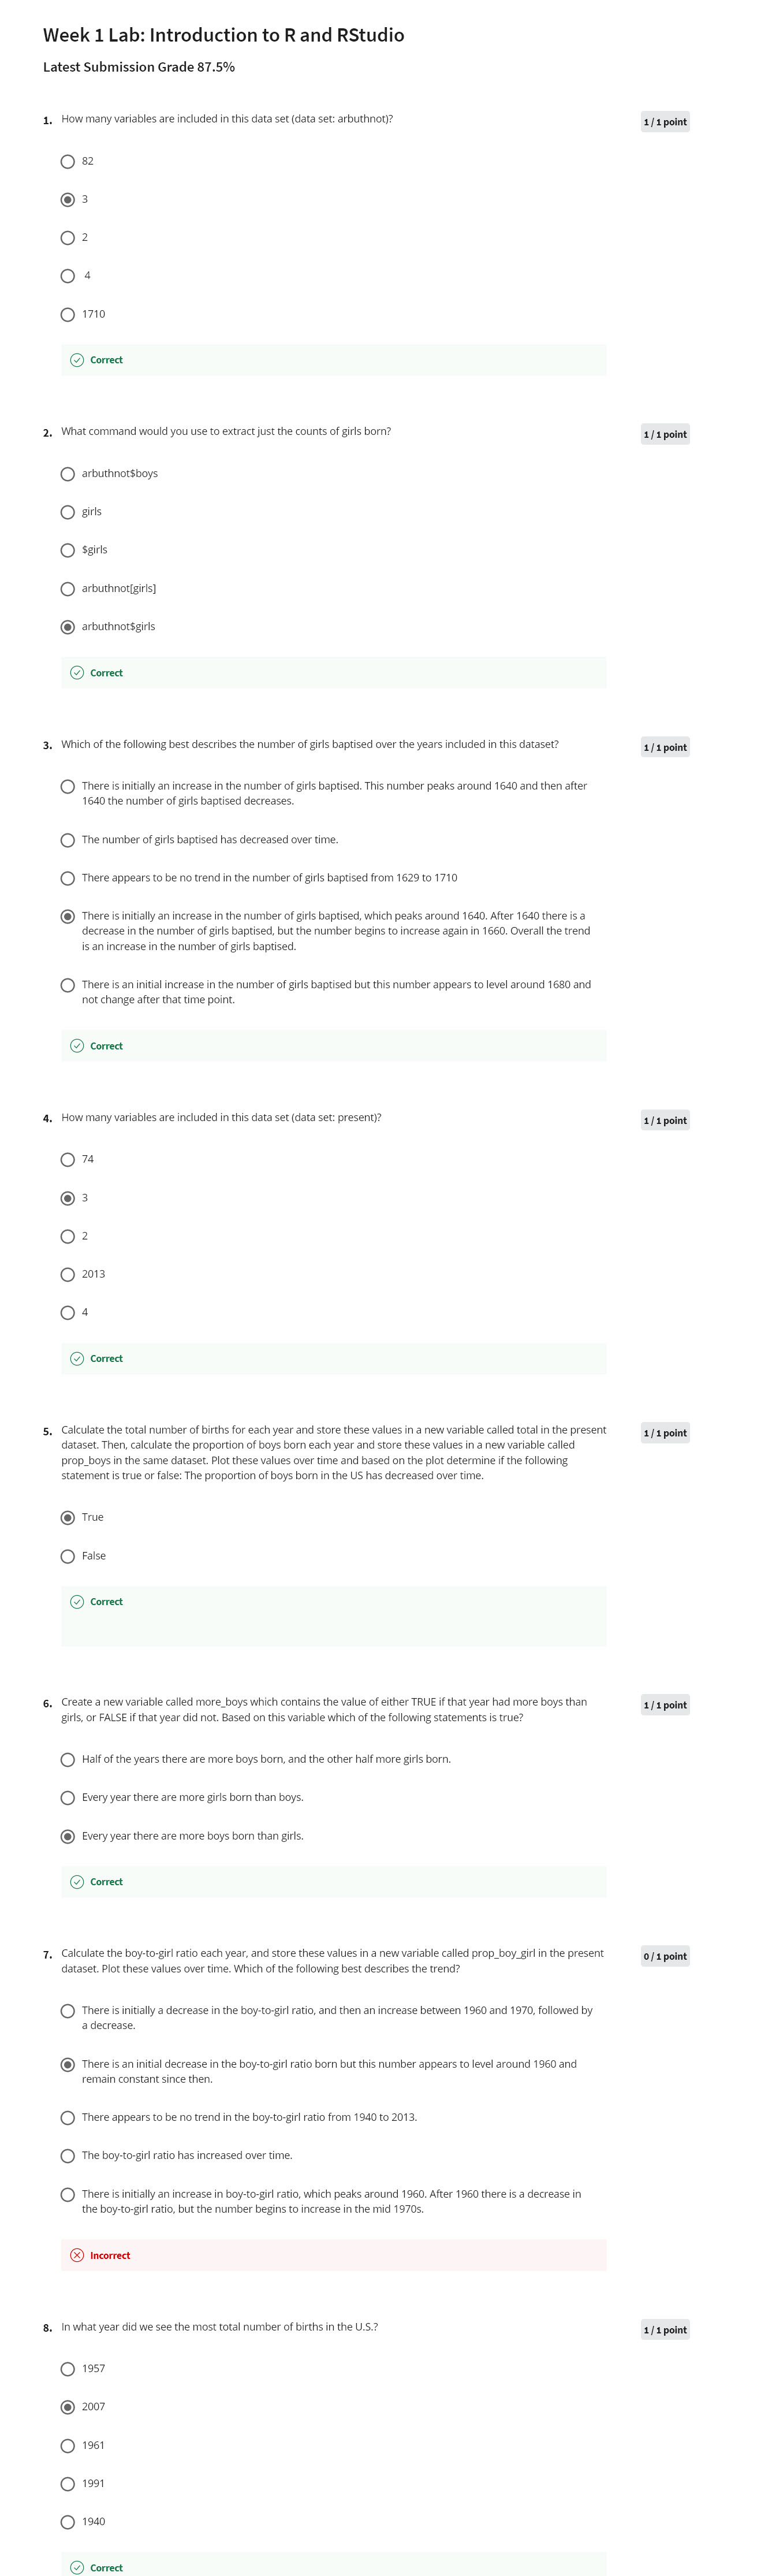 Week 1 Lab: Introduction to R and RStudio
Latest Submission Grade 87.5%
1. How many variables are included in this data set (data set: arbuthnot)?
1 / 1 point
82
3
2
4
1710
Correct
2. What command would you use to extract just the counts of girls born?
1 / 1 point
arbuthnot$boys
girls
$girls
arbuthnot[girls]
arbuthnot$girls
Correct
3. Which of the following best describes the number of girls baptised over the years included in this dataset?
1 / 1 point
There is initially an increase in the number of girls baptised. This number peaks around 1640 and then after
1640 the number of girls baptised decreases.
The number of girls baptised has decreased over time.
There appears to be no trend in the number of girls baptised from 1629 to 1710
There is initially an increase in the number of girls baptised, which peaks around 1640. After 1640 there is a
decrease in the number of girls baptised, but the number begins to increase again in 1660. Overall the trend
is an increase in the number of girls baptised.
There is an initial increase in the number of girls baptised but this number appears to level around 1680 and
not change after that time point.
Correct
4. How many variables are included in this data set (data set: present)?
1 / 1 point
74
3
2
2013
4
Correct
5. Calculate the total number of births for each year and store these values in a new variable called total in the present
dataset. Then, calculate the proportion of boys born each year and store these values in a new variable called
prop_boys in the same dataset. Plot these values over time and based on the plot determine if the following
statement is true or false: The proportion of boys born in the US has decreased over time.
1 / 1 point
True
False
Correct
6. Create a new variable called more_boys which contains the value of either TRUE if that year had more boys than
girls, or FALSE if that year did not. Based on this variable which of the following statements is true?
1 / 1 point
Half of the years there are more boys born, and the other half more girls born.
Every year there are more girls born than boys.
Every year there are more boys born than girls.
Correct
7. Calculate the boy-to-girl ratio each year, and store these values in a new variable called prop_boy_girl in the present
dataset. Plot these values over time. Which of the following best describes the trend?
0 / 1 point
There is initially a decrease in the boy-to-girl ratio, and then an increase between 1960 and 1970, followed by
a decrease.
There is an initial decrease in the boy-to-girl ratio born but this number appears to level around 1960 and
remain constant since then.
There appears to be no trend in the boy-to-girl ratio from 1940 to 2013.
The boy-to-girl ratio has increased over time.
There is initially an increase in boy-to-girl ratio, which peaks around 1960. After 1960 there is a decrease in
the boy-to-girl ratio, but the number begins to increase in the mid 1970s.
Incorrect
8. In what year did we see the most total number of births in the U.S.?
1 / 1 point
1957
2007
1961
1991
1940
Correct